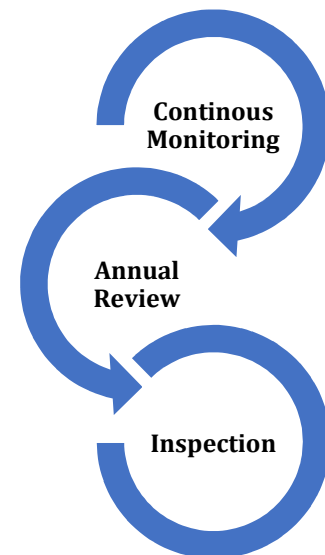 Continous
Monitoring
Annual
Review
Inspection